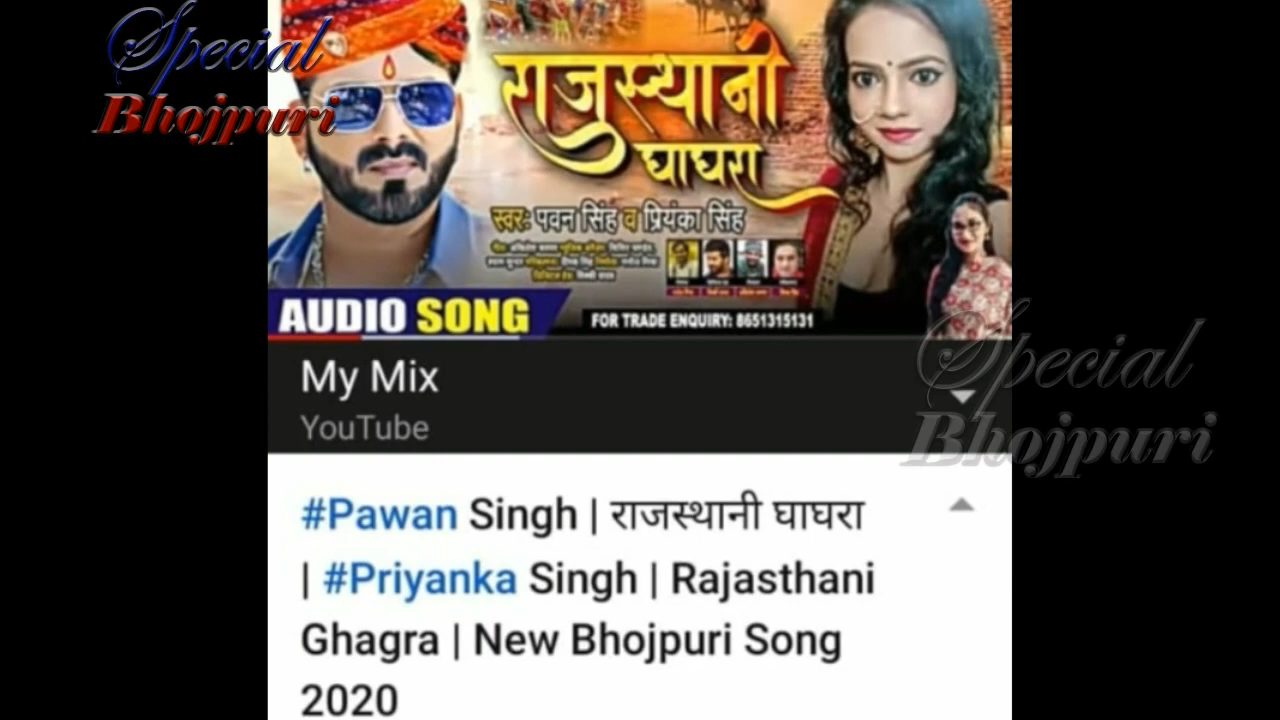 Special
Bhojpuri
राजस्थानी
घाघरा
स्वरः पवन सिंह व प्रियंका सिंह
AUDIO SONG
FOR TRADE ENQUIRY: 8651315131
My Mix
YouTube
Special
Bhojpuri
#Pawan Singh | राजस्थानी घाघरा
| #Priyanka Singh | Rajasthani
Ghagra | New Bhojpuri Song
2020